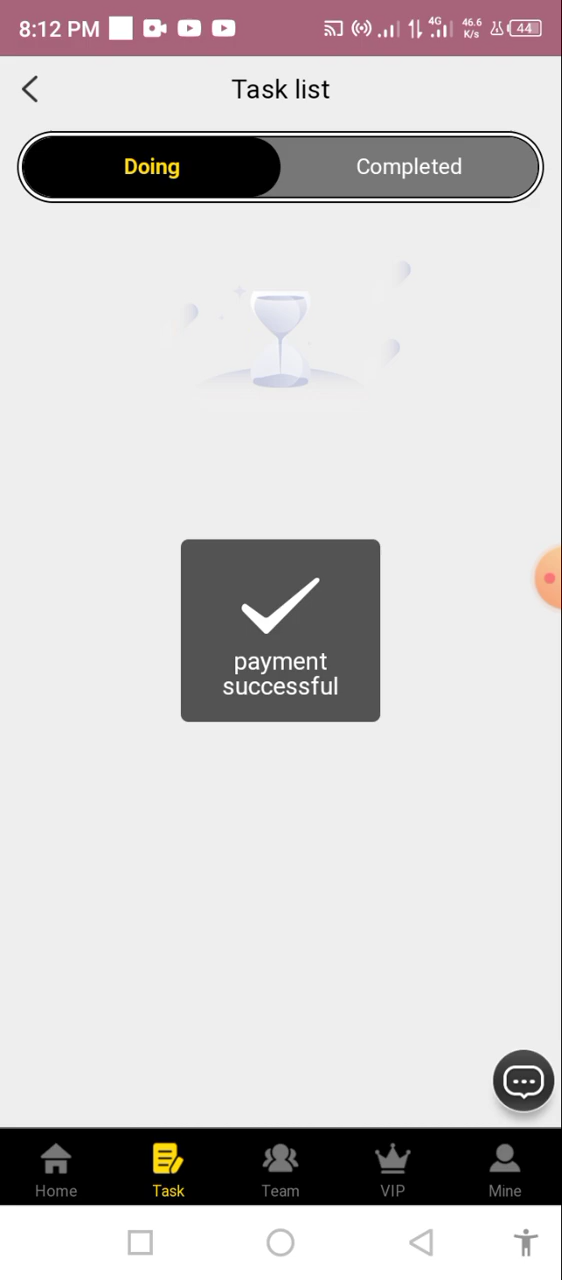 8:12 PM 4G 46.6 K/s 44
Task list
Doing Completed
payment
successful
Home Task Team VIP Mine